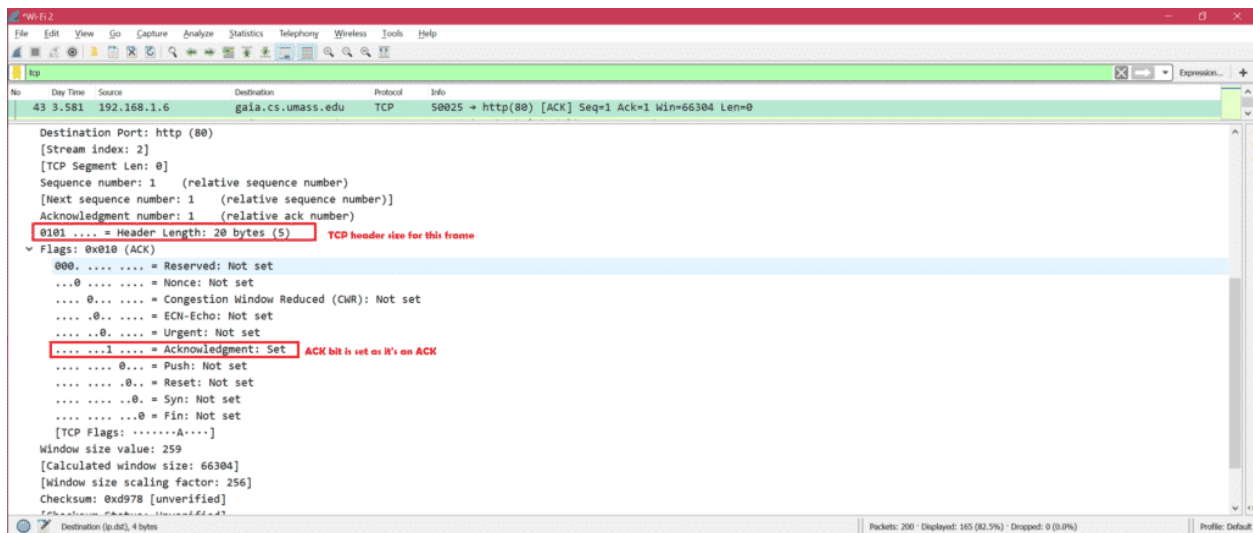 *Wi-Fi 2
File Edit View Go Capture Analyze Statistics Telephony Wireless Tools Help
tcp Expression... +
No Day Time Source Destination Protocol Info
43 3.581 192.168.1.6 gaia.cs.umass.edu TCP 50025 → http(80) [ACK] Seq=1 Ack=1 Win=66304 Len=0
Destination Port: http (80)
[Stream index: 2]
[TCP Segment Len: 0]
Sequence number: 1 (relative sequence number)
[Next sequence number: 1 (relative sequence number)]
Acknowledgment number: 1 (relative ack number)
0101 .... = Header Length: 20 bytes (5) TCP header size for this frame
Flags: 0x010 (ACK)
000. .... .... = Reserved: Not set
...0 .... .... = Nonce: Not set
.... 0... .... = Congestion Window Reduced (CWR): Not set
.... .0.. .... = ECN-Echo: Not set
.... ..0. .... = Urgent: Not set
.... ...1 .... = Acknowledgment: Set ACK bit is set as it's an ACK
.... .... 0... = Push: Not set
.... .... .0.. = Reset: Not set
.... .... ..0. = Syn: Not set
.... .... ...0 = Fin: Not set
[TCP Flags: ·······A····]
Window size value: 259
[Calculated window size: 66304]
[Window size scaling factor: 256]
Checksum: 0xd978 [unverified]
Destination (ip.dst), 4 bytes Packets: 200 · Displayed: 165 (82.5%) · Dropped: 0 (0.0%) Profile: Default